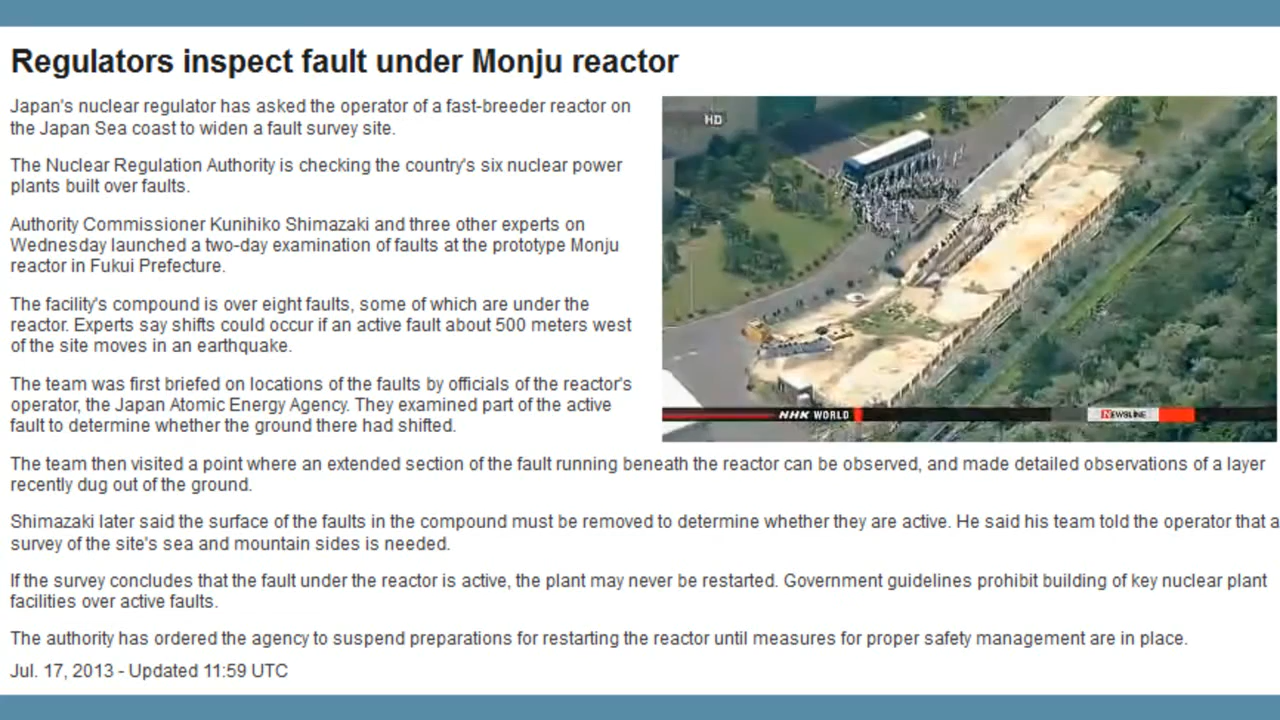 Regulators inspect fault under Monju reactor
Japan's nuclear regulator has asked the operator of a fast-breeder reactor on
the Japan Sea coast to widen a fault survey site.
The Nuclear Regulation Authority is checking the country's six nuclear power
plants built over faults.
Authority Commissioner Kunihiko Shimazaki and three other experts on
Wednesday launched a two-day examination of faults at the prototype Monju
reactor in Fukui Prefecture.
The facility's compound is over eight faults, some of which are under the
reactor. Experts say shifts could occur if an active fault about 500 meters west
of the site moves in an earthquake.
The team was first briefed on locations of the faults by officials of the reactor's
operator, the Japan Atomic Energy Agency. They examined part of the active
fault to determine whether the ground there had shifted.
HD
NHK WORLD
NEWSLINE
The team then visited a point where an extended section of the fault running beneath the reactor can be observed, and made detailed observations of a layer
recently dug out of the ground.
Shimazaki later said the surface of the faults in the compound must be removed to determine whether they are active. He said his team told the operator that a
survey of the site's sea and mountain sides is needed.
If the survey concludes that the fault under the reactor is active, the plant may never be restarted. Government guidelines prohibit building of key nuclear plant
facilities over active faults.
The authority has ordered the agency to suspend preparations for restarting the reactor until measures for proper safety management are in place.
Jul. 17, 2013 - Updated 11:59 UTC